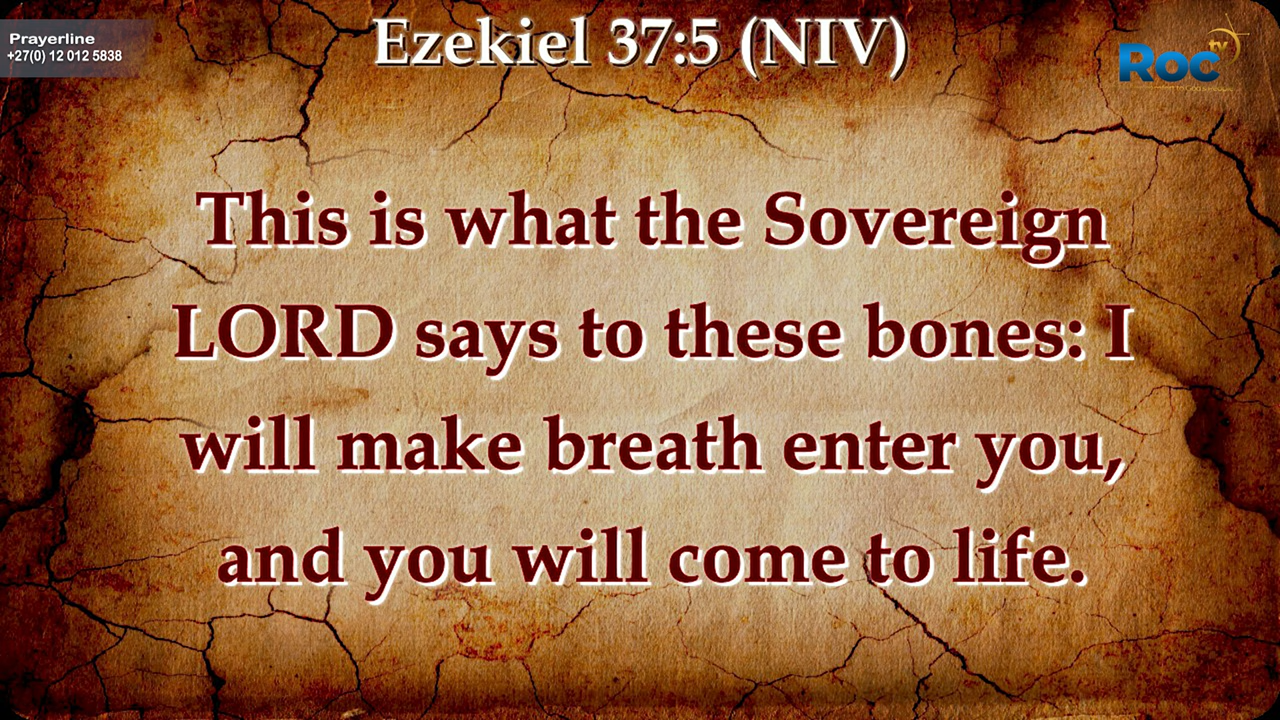 Prayerline
+27(0) 12 012 5838
Ezekiel 37:5 (NIV)
Roc tv
This is what the Sovereign
LORD says to these bones: I
will make breath enter you,
and you will come to life.